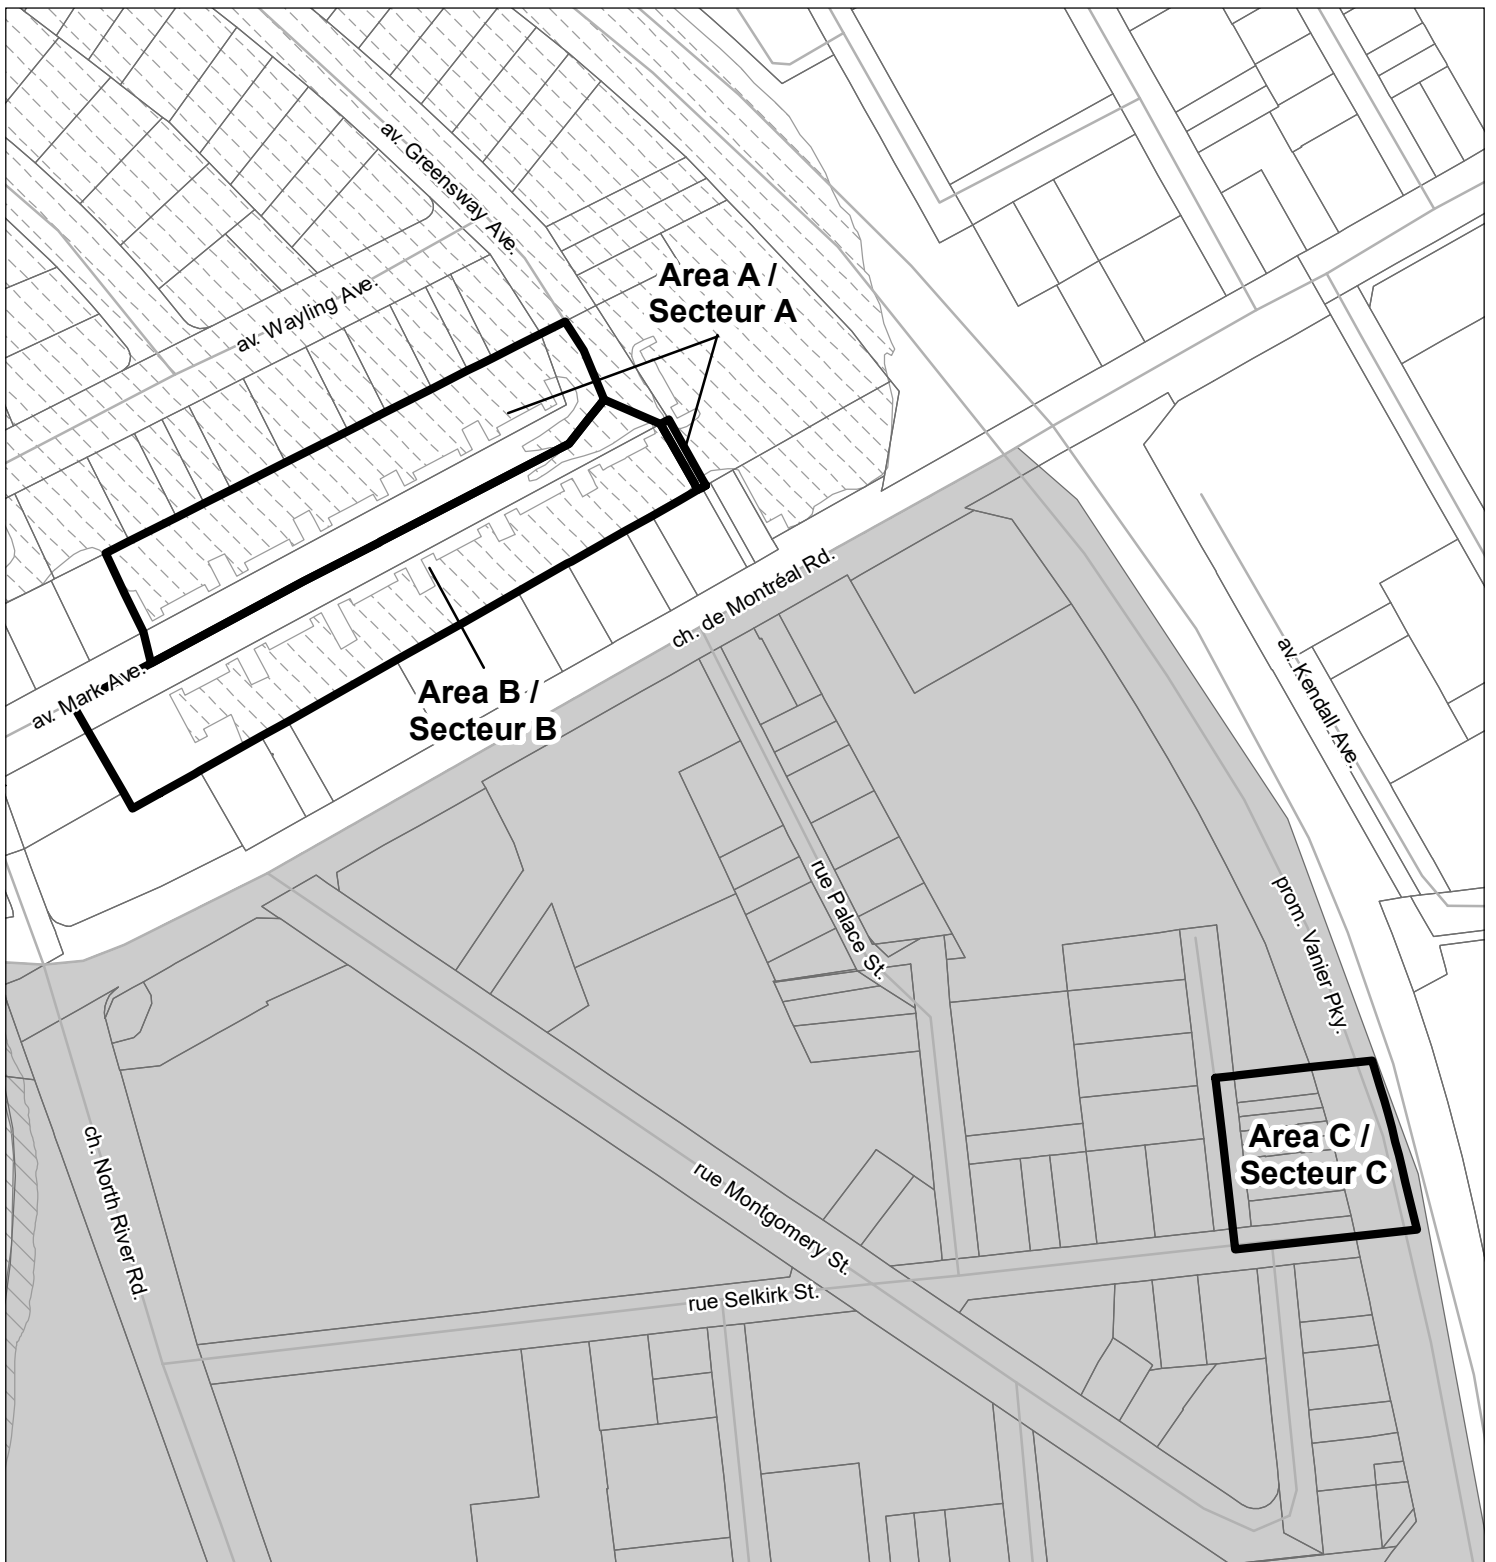 av. Greensway Ave.
Area A /
Secteur A
av. Wayling Ave.
ch. de Montréal Rd.
av. Mark Ave.
Area B /
Secteur B
av. Kendall Ave.
rue Palace St.
prom. Vanier Pky.
Area C /
Secteur C
ch. North River Rd.
rue Montgomery St.
rue Selkirk St.